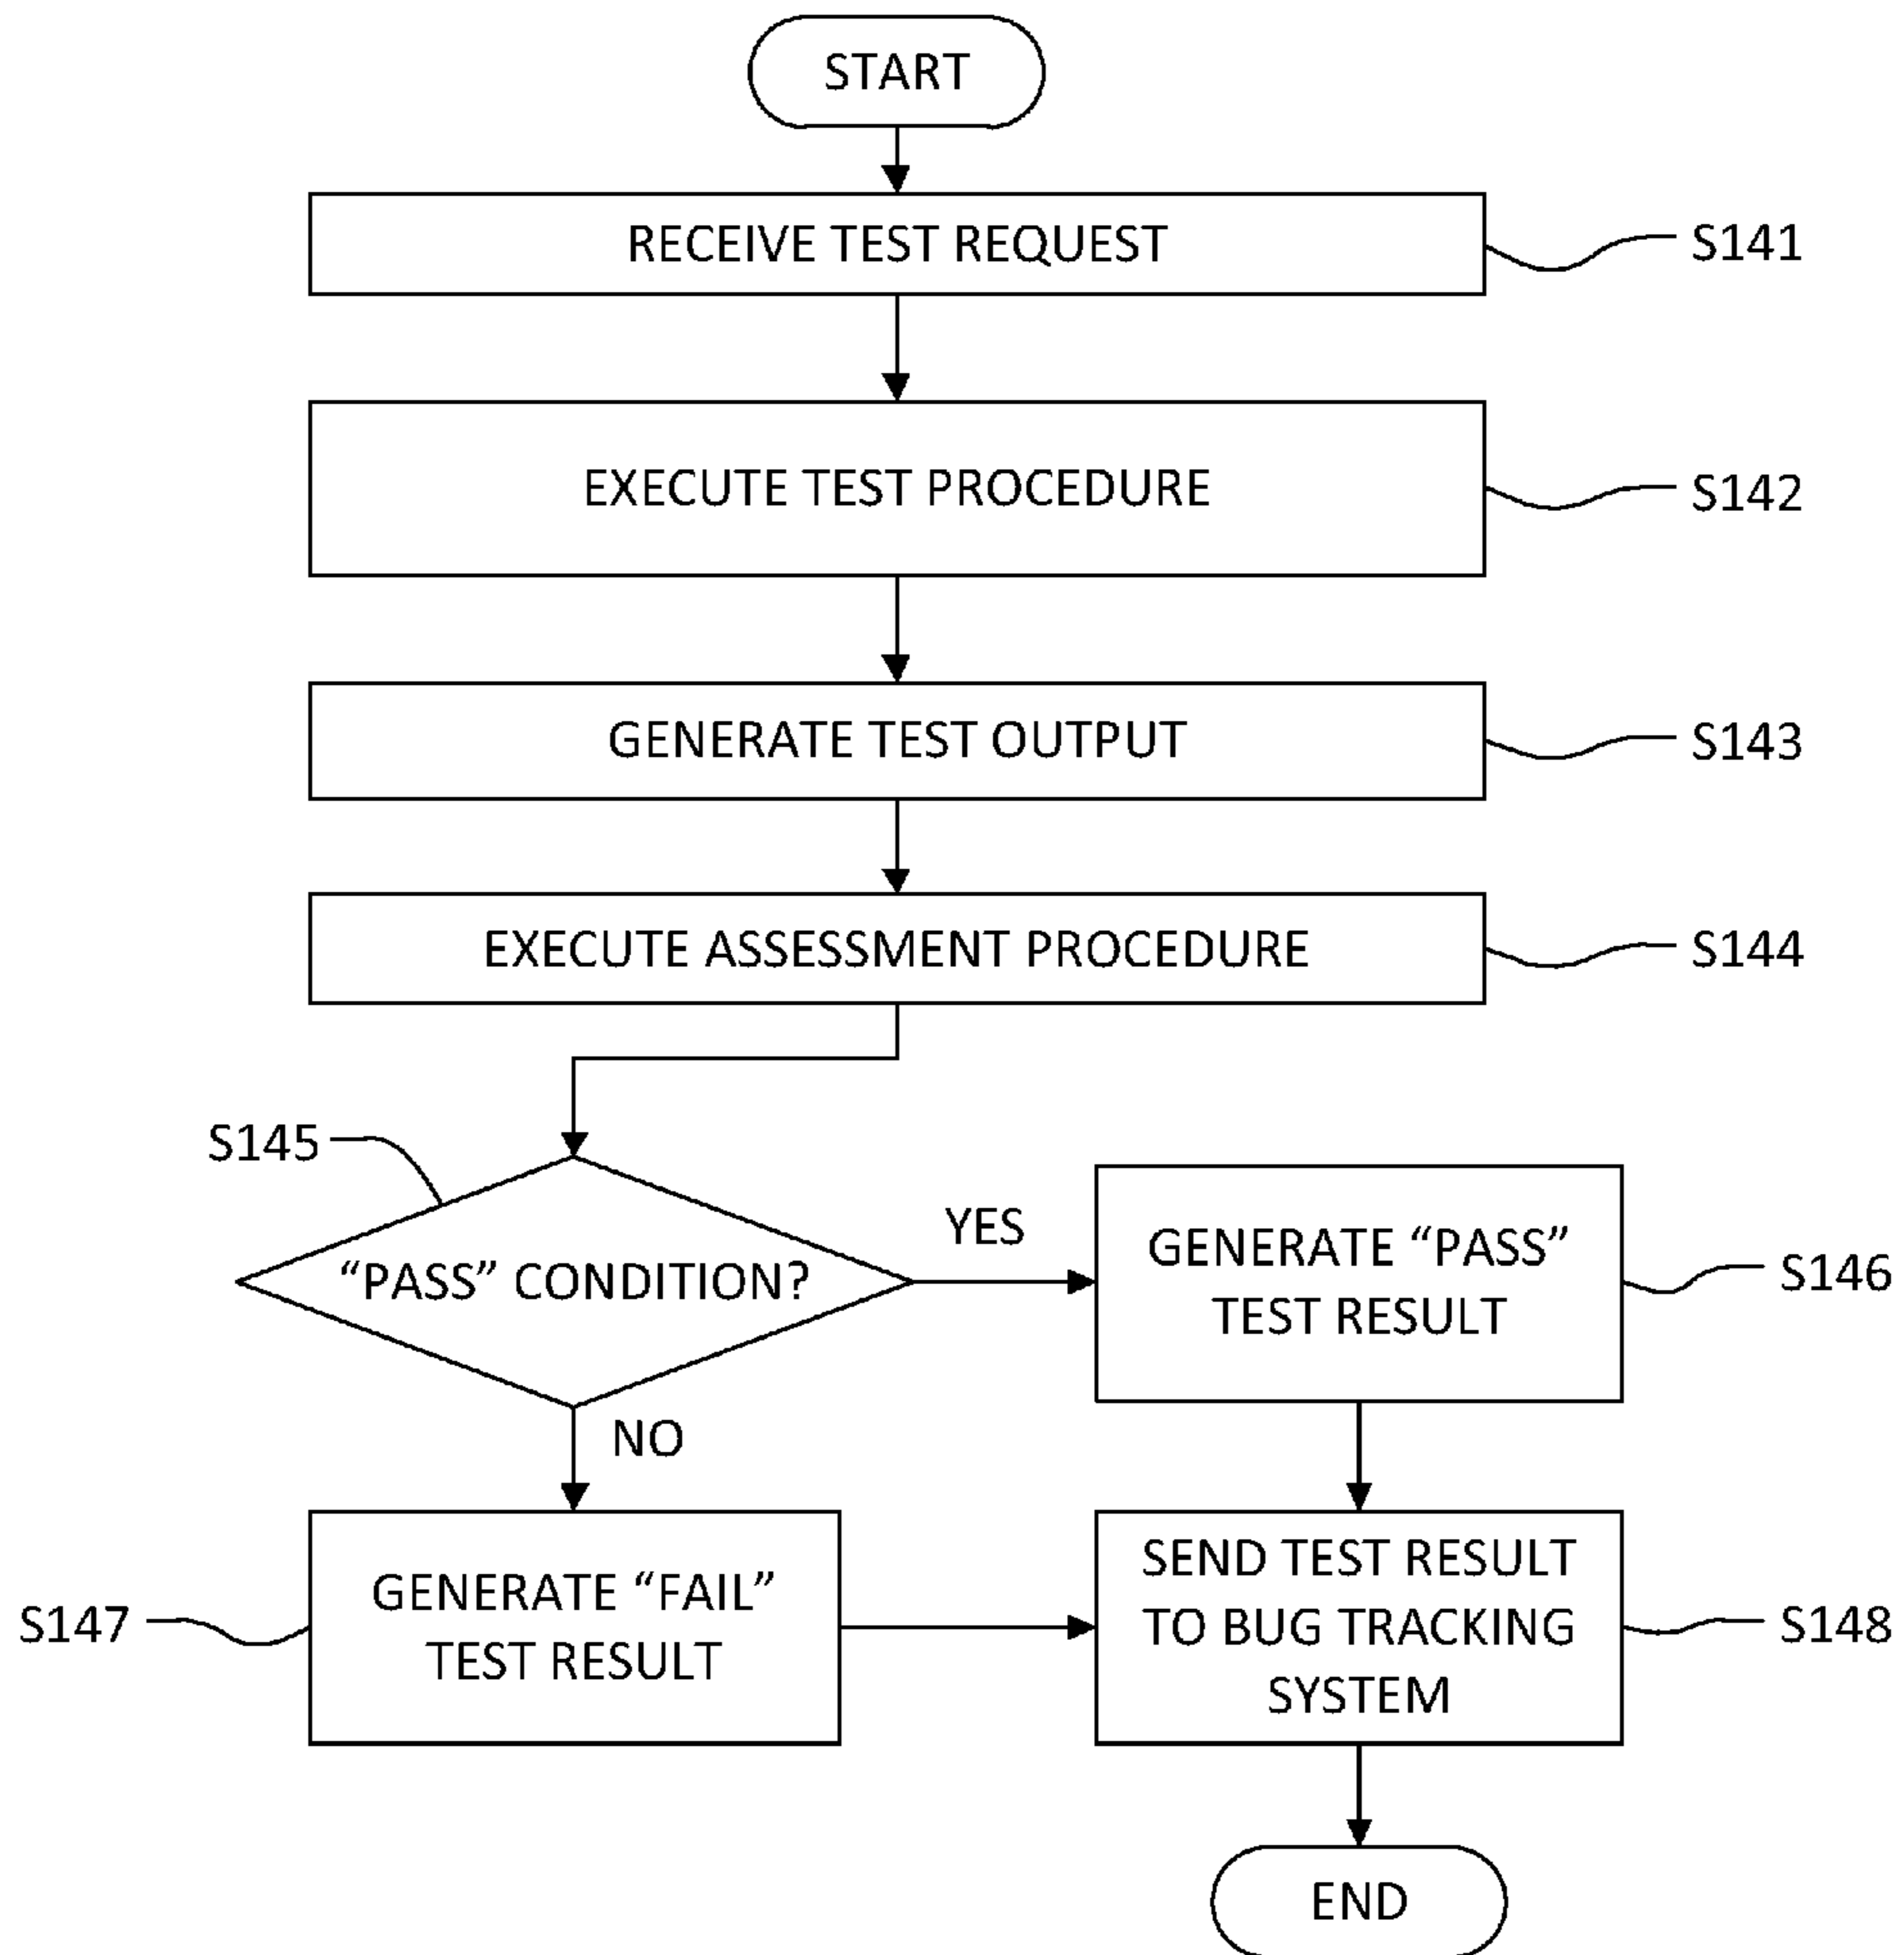 START
RECEIVE TEST REQUEST
S141
EXECUTE TEST PROCEDURE
S142
GENERATE TEST OUTPUT
S143
EXECUTE ASSESSMENT PROCEDURE
S144
S145
“PASS” CONDITION?
YES
GENERATE “PASS”
TEST RESULT
S146
NO
S147
GENERATE “FAIL”
TEST RESULT
SEND TEST RESULT
TO BUG TRACKING
SYSTEM
S148
END